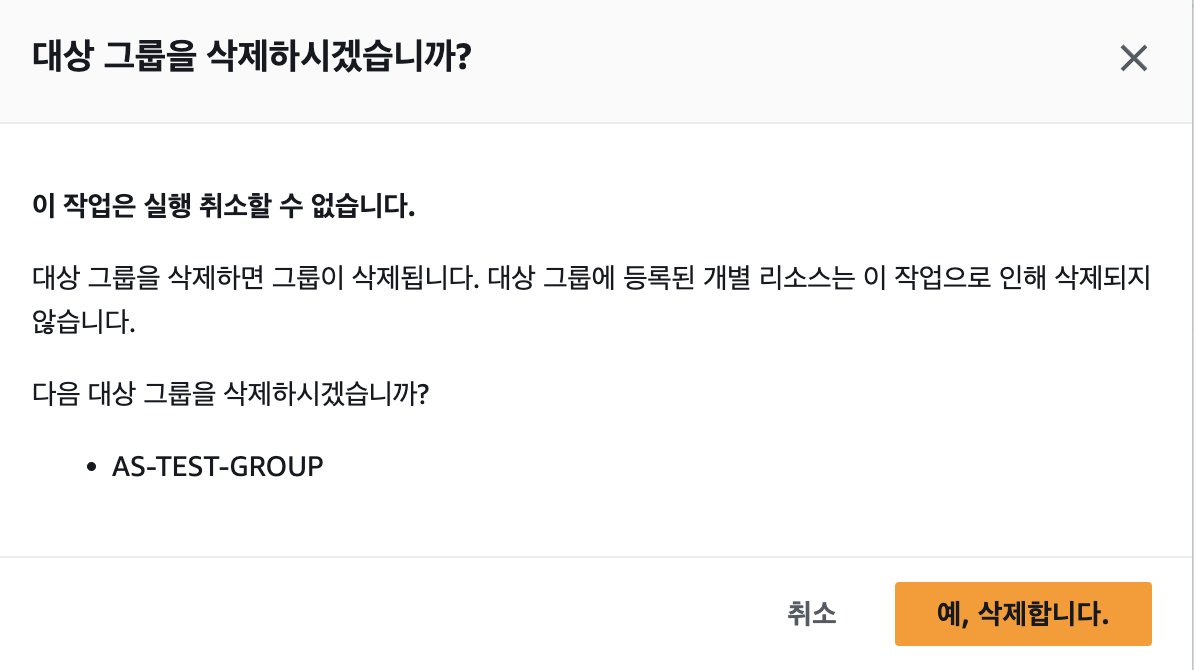 대상 그룹을 삭제하시겠습니까?
이 작업은 실행 취소할 수 없습니다.
대상 그룹을 삭제하면 그룹이 삭제됩니다. 대상 그룹에 등록된 개별 리소스는 이 작업으로 인해 삭제되지
않습니다.
다음 대상 그룹을 삭제하시겠습니까?
• AS-TEST-GROUP
취소
예, 삭제합니다.